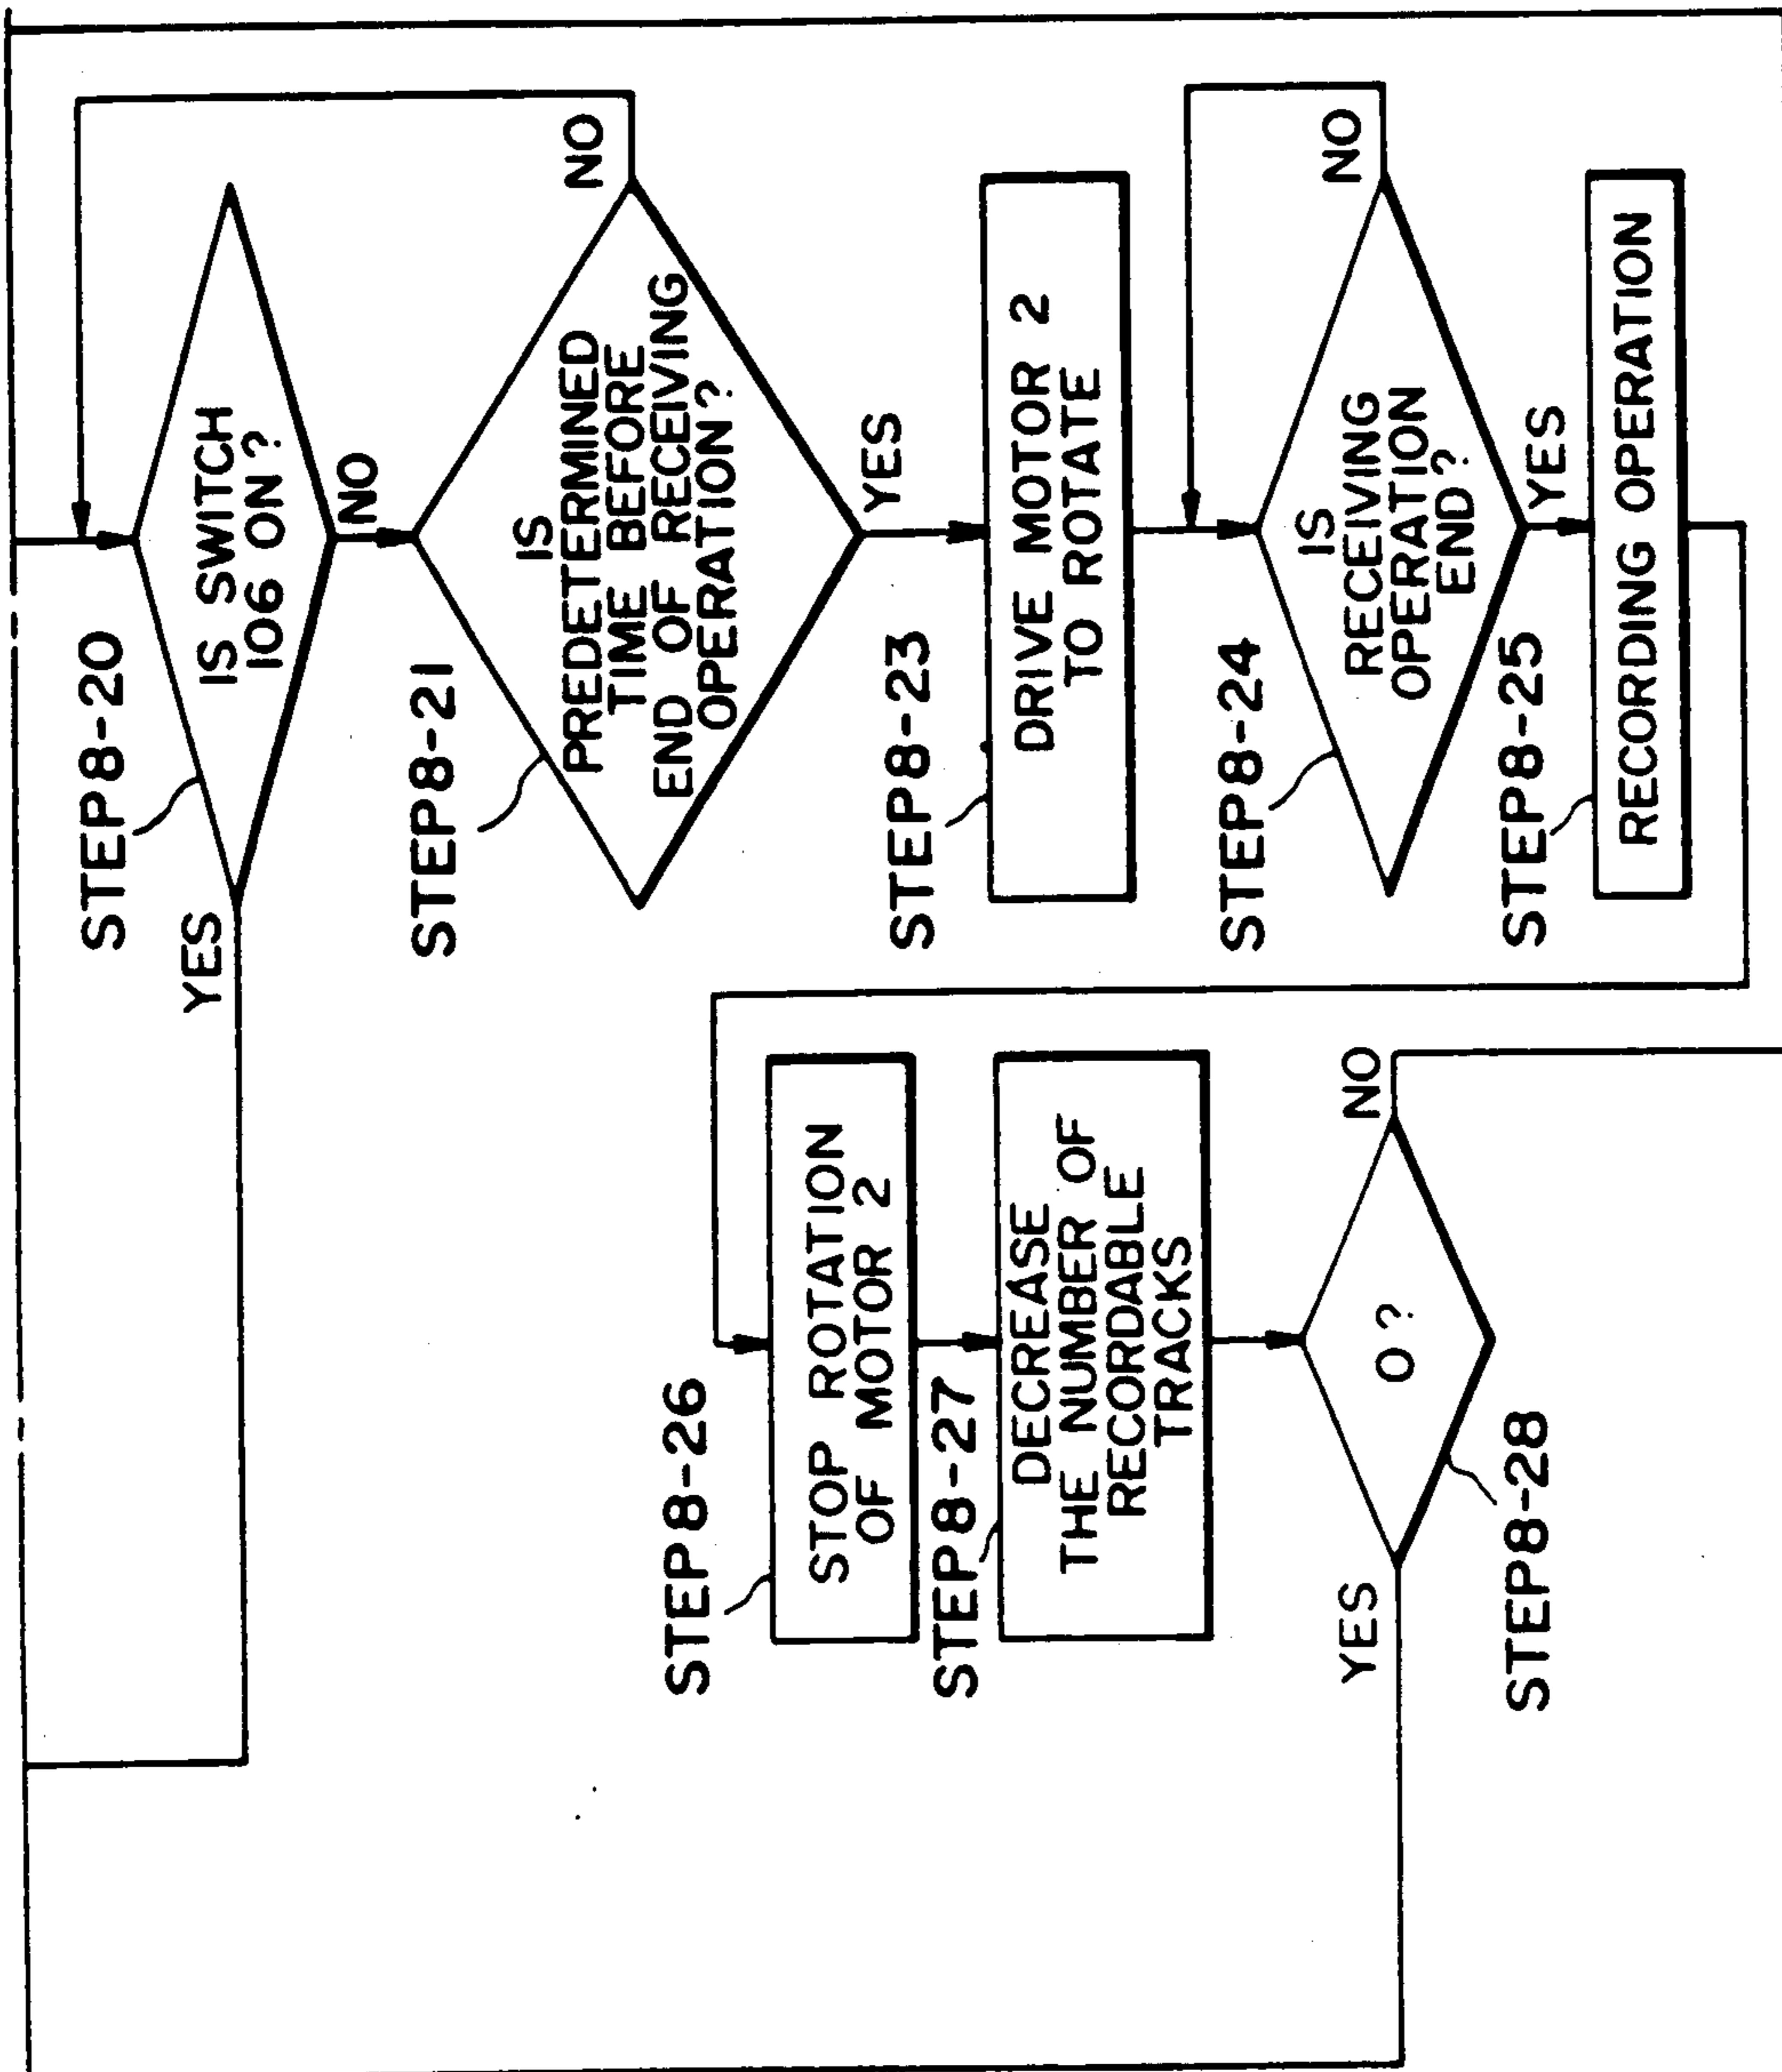 STEP8-20
IS SWITCH
106 ON?
YES
NO
STEP8-21
IS
PREDETERMINED
TIME BEFORE
END OF RECEIVING
OPERATION?
NO
YES
STEP8-23
DRIVE MOTOR 2
TO ROTATE
STEP8-24
IS
RECEIVING
OPERATION
END?
NO
YES
STEP8-25
RECORDING OPERATION
STEP8-26
STOP ROTATION
OF MOTOR 2
STEP8-27
DECREASE
THE NUMBER OF
RECORDABLE
TRACKS
0?
YES
NO
STEP8-28